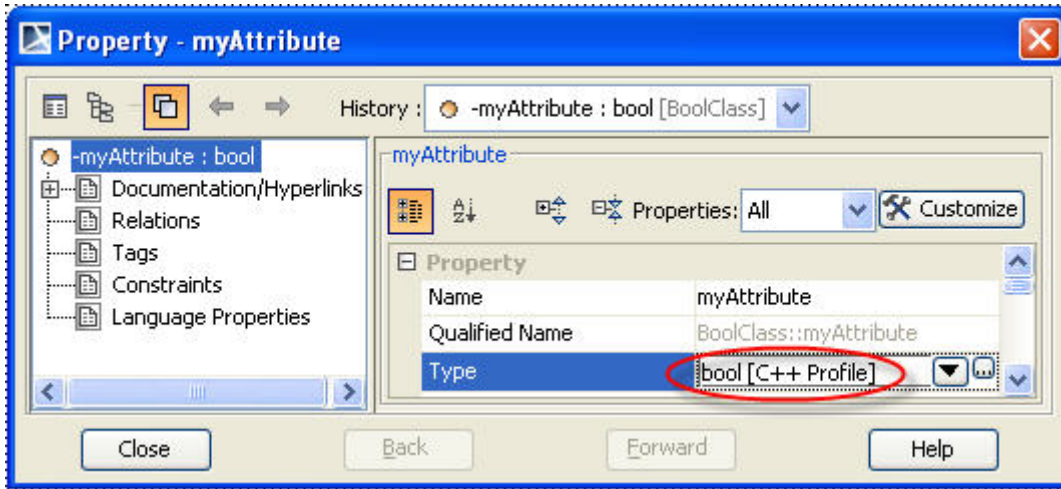 Property - myAttribute
History : -myAttribute : bool [BoolClass]
-myAttribute : bool
Documentation/Hyperlinks
Relations
Tags
Constraints
Language Properties
myAttribute
Properties: All Customize
Property
Name myAttribute
Qualified Name BoolClass::myAttribute
Type bool [C++ Profile] ...
Close Back Forward Help